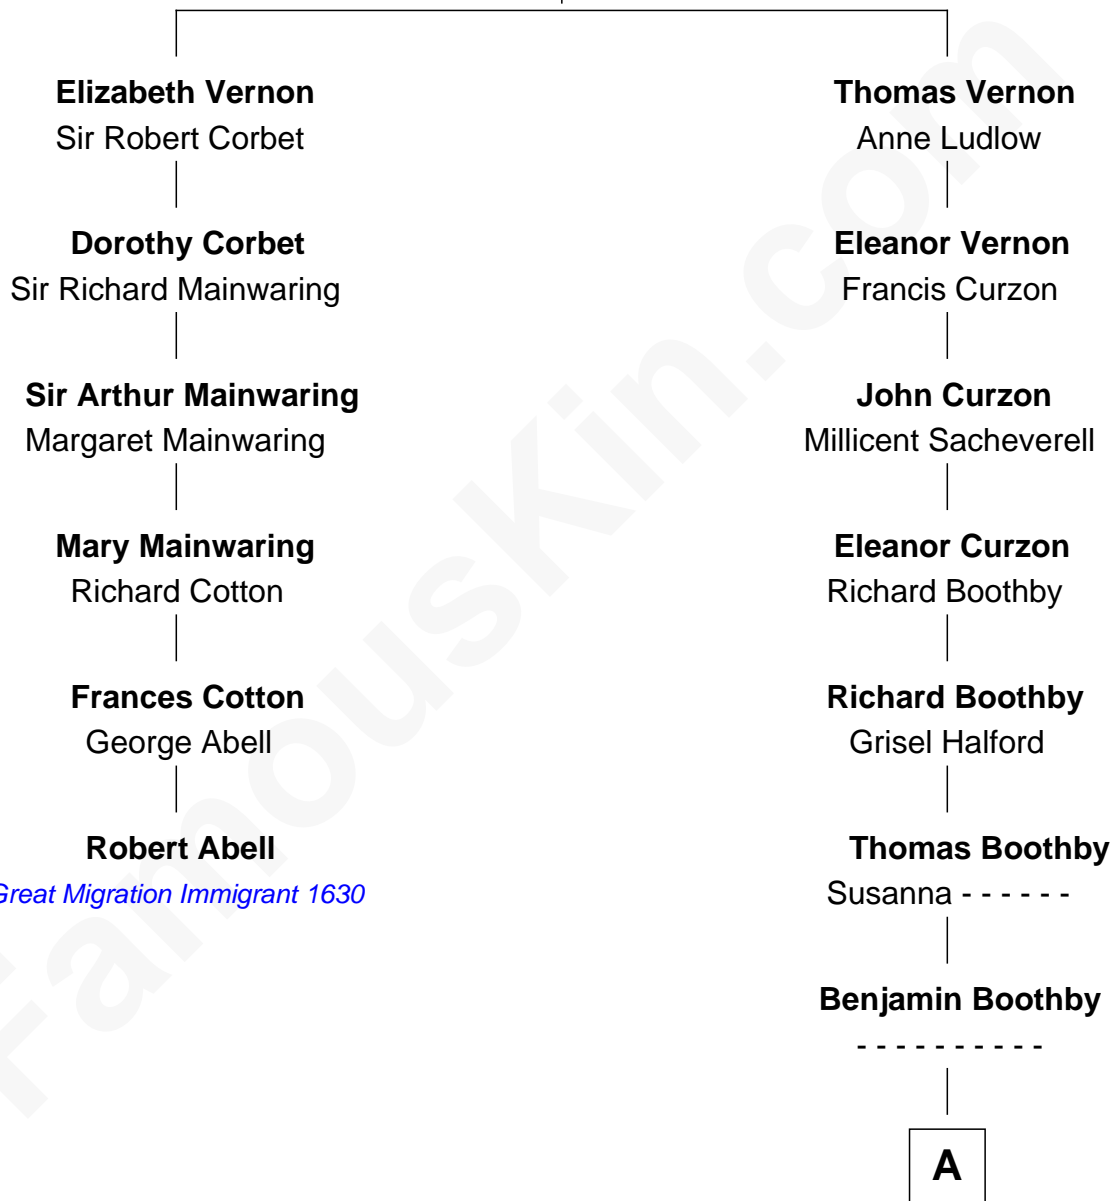 Elizabeth Vernon
Sir Robert Corbet
Dorothy Corbet
Sir Richard Mainwaring
Sir Arthur Mainwaring
Margaret Mainwaring
Mary Mainwaring
Richard Cotton
Frances Cotton
George Abell
Robert Abell
Great Migration Immigrant 1630
Thomas Vernon
Anne Ludlow
Eleanor Vernon
Francis Curzon
John Curzon
Millicent Sacheverell
Eleanor Curzon
Richard Boothby
Richard Boothby
Grisel Halford
Thomas Boothby
Susanna - - - - - -
Benjamin Boothby
- - - - - - - - - -
A
FamousKin.com